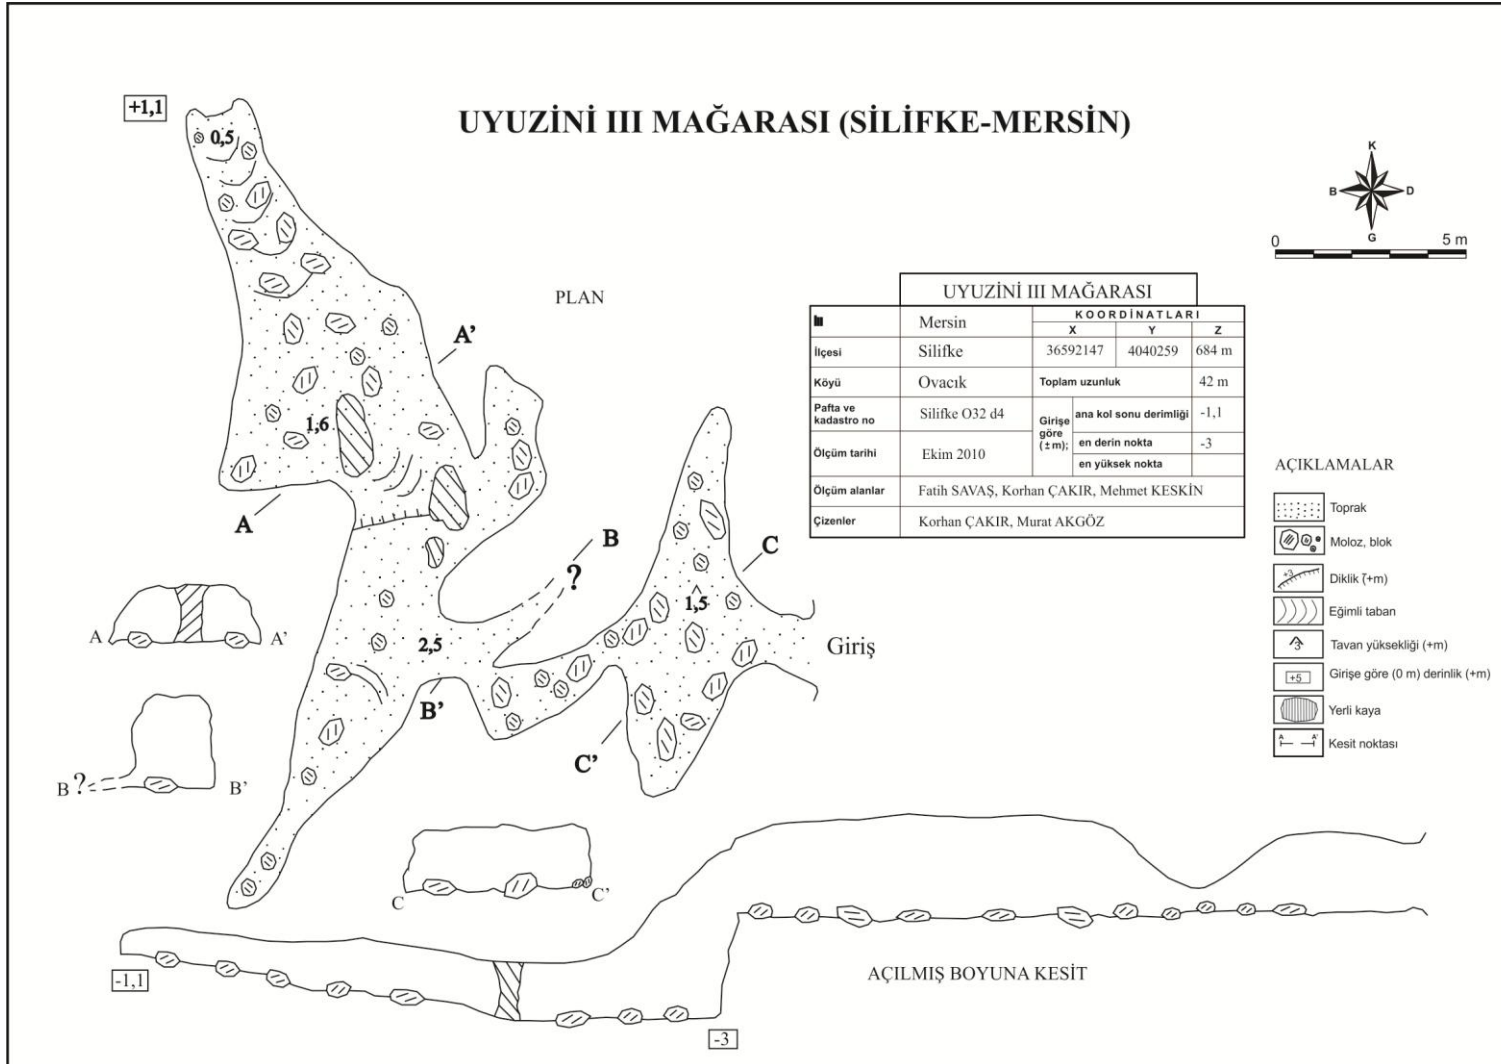 UYUZİNİ III MAĞARASI (SİLİFKE-MERSİN)
+1,1
0,5
PLAN
A'
1,6
A
B
?
2,5
B'
C
1,5
Giriş
C'
K
B
D
G
0
5 m
UYUZİNİ III MAĞARASI
Mersin
KOORDİNATLARI
X Y Z
İlçesi Silifke 36592147 4040259 684 m
Köyü Ovacık Toplam uzunluk 42 m
Pafta ve
kadastro no
Silifke O32 d4
Girişe
göre
(±m);
ana kol sonu derimliği -1,1
en derin nokta -3
en yüksek nokta
Ölçüm tarihi Ekim 2010
Ölçüm alanlar Fatih SAVAŞ, Korhan ÇAKIR, Mehmet KESKİN
Çizenler Korhan ÇAKIR, Murat AKGÖZ
AÇIKLAMALAR
Toprak
Moloz, blok
+3 Diklik (+m)
Eğimli taban
3 Tavan yüksekliği (+m)
+5 Girişe göre (0 m) derinlik (+m)
Yerli kaya
A A' Kesit noktası
A A'
B ? B'
C C'
-1,1
-3
AÇILMIŞ BOYUNA KESİT